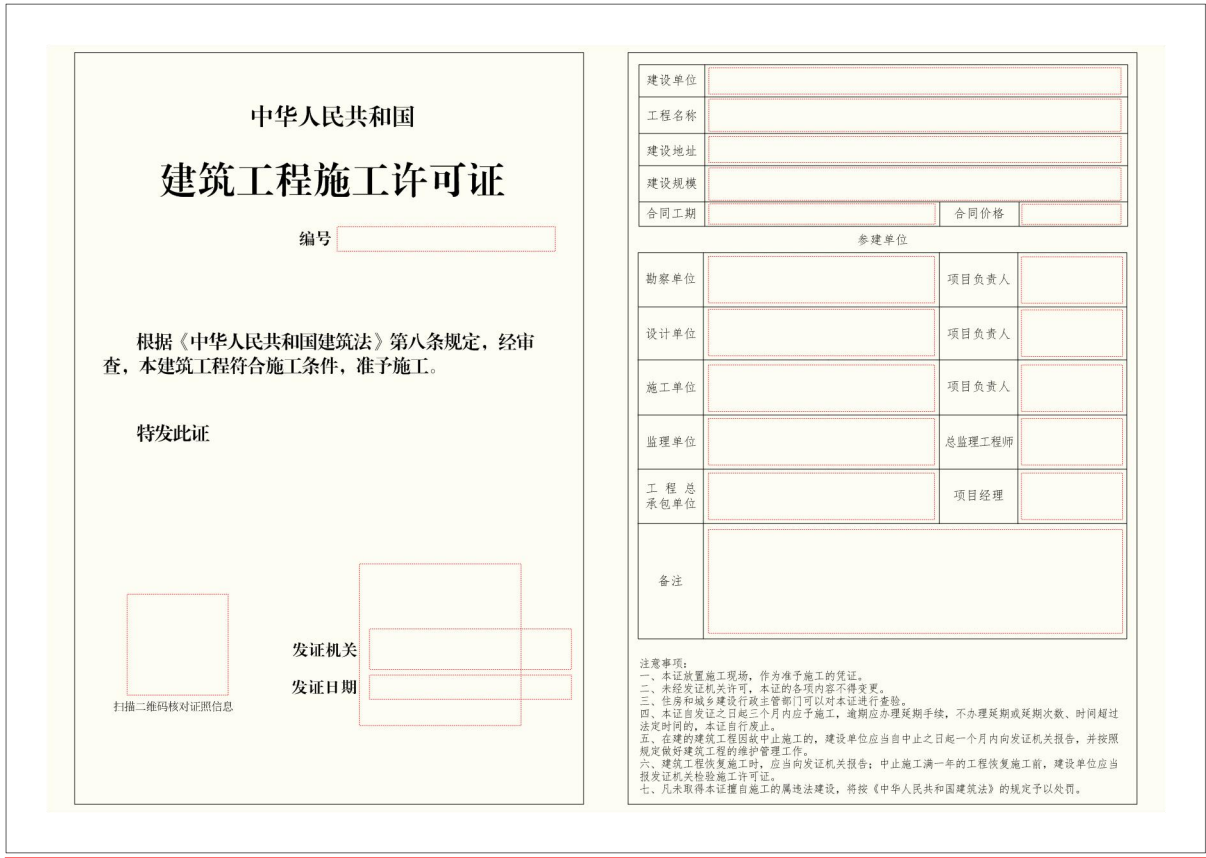 中华人民共和国
建筑工程施工许可证
编号
根据《中华人民共和国建筑法》第八条规定，经审
查，本建筑工程符合施工条件，准予施工。
特发此证
发证机关
发证日期
扫描二维码核对证照信息
建设单位
工程名称
建设地址
建设规模
合同工期 合同价格
参建单位
勘察单位 项目负责人
设计单位 项目负责人
施工单位 项目负责人
监理单位 总监理工程师
工程总
承包单位 项目经理
备注
注意事项：
一、本证放置施工现场，作为准予施工的凭证。
二、未经发证机关许可，本证的各项内容不得变更。
三、住房和城乡建设行政主管部门可以对本证进行查验。
四、本证自发证之日起三个月内应予施工，逾期应办理延期手续，不办理延期或延期次数、时间超过
法定时间的，本证自行废止。
五、在建的建筑工程因故中止施工的，建设单位应当自中止之日起一个月内向发证机关报告，并按照
规定做好建筑工程的维护管理工作。
六、建筑工程恢复施工时，应当向发证机关报告；中止施工满一年的工程恢复施工前，建设单位应当
报发证机关检验施工许可证。
七、凡未取得本证擅自施工的属违法建设，将按《中华人民共和国建筑法》的规定予以处罚。